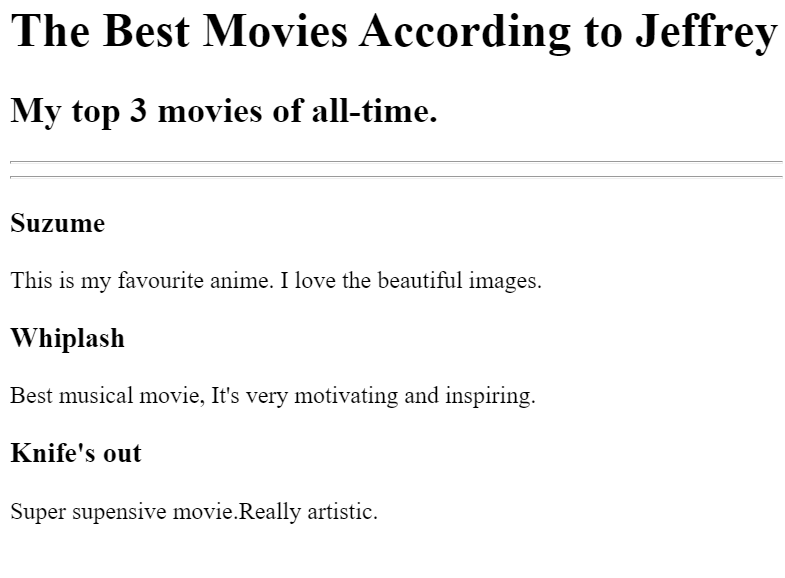 The Best Movies According to Jeffrey
My top 3 movies of all-time.
Suzume
This is my favourite anime. I love the beautiful images.
Whiplash
Best musical movie, It's very motivating and inspiring.
Knife's out
Super supensive movie.Really artistic.